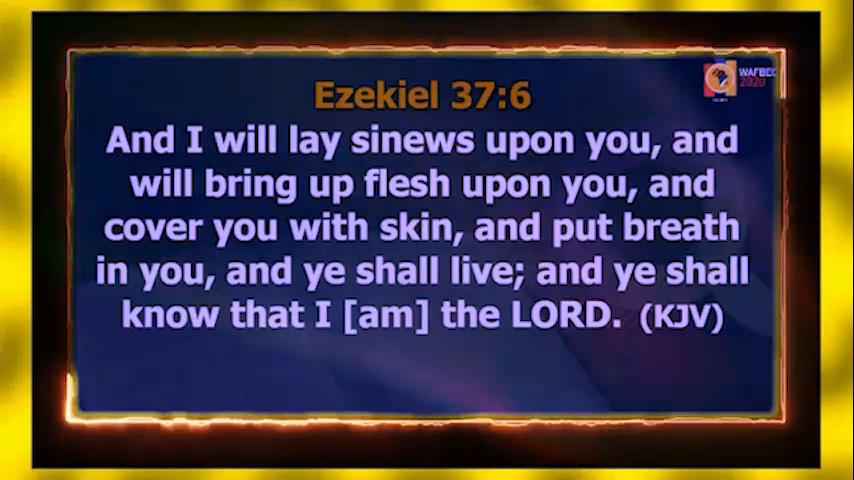 Ezekiel 37:6
WAFBEC
2020
And I will lay sinews upon you, and
will bring up flesh upon you, and
cover you with skin, and put breath
in you, and ye shall live; and ye shall
know that I [am] the LORD. (KJV)